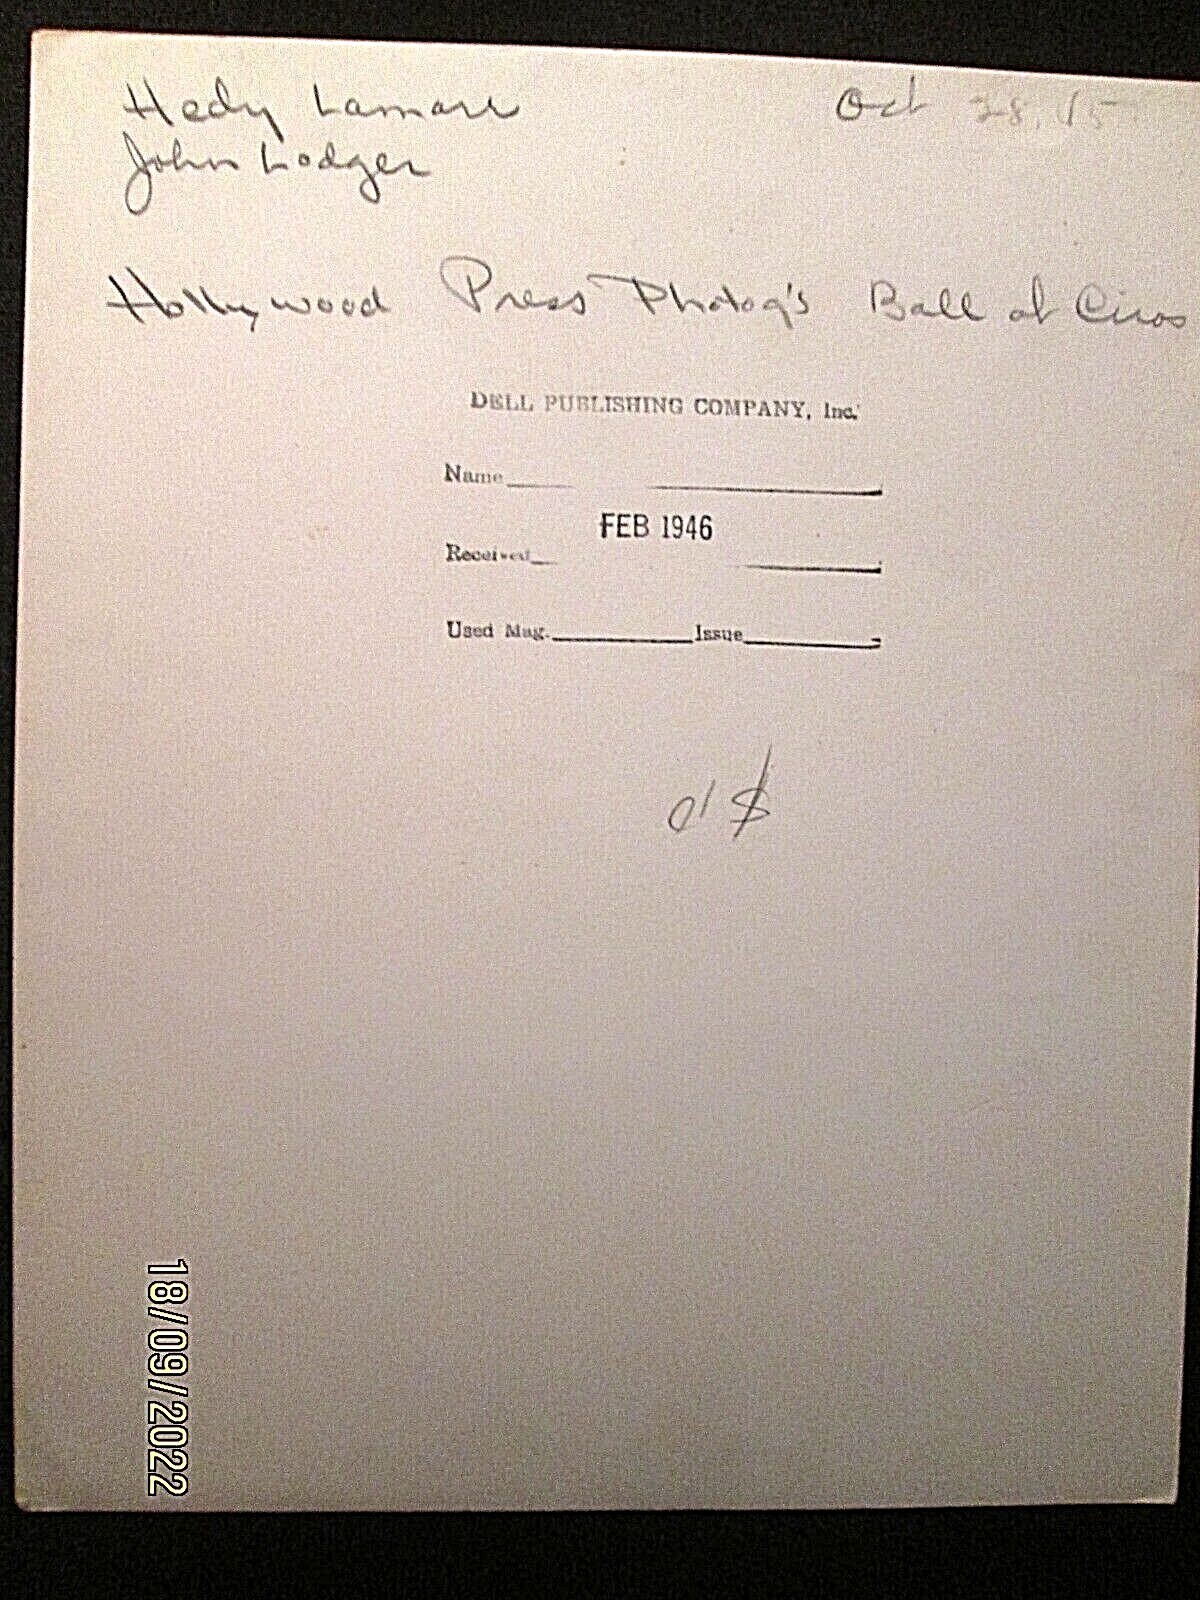 Hedy Lamarr Oct 28, 45
John Lodger
Hollywood Press Photog's Ball at Ciros
DELL PUBLISHING COMPANY, Inc.
Name
FEB 1946
Received
Used Mag. Issue
18/09/2022